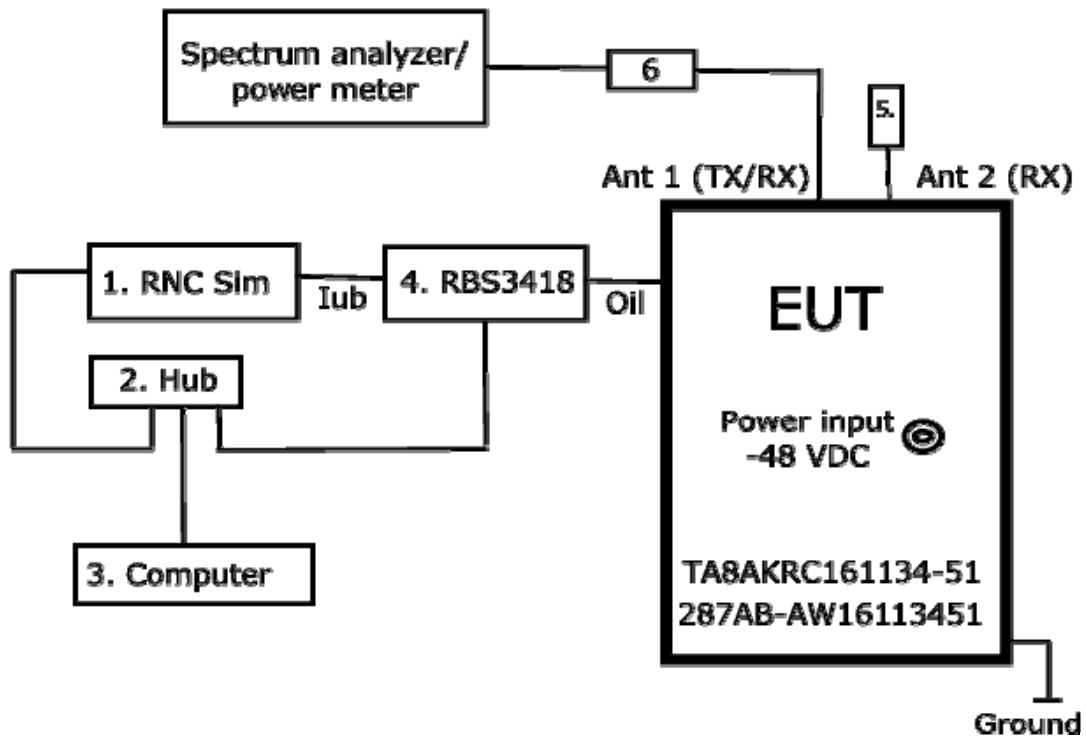 Spectrum analyzer/
power meter
6
5.
Ant 1 (TX/RX)
Ant 2 (RX)
1. RNC Sim
Iub
4. RBS3418
Oil
EUT
2. Hub
Power input
-48 VDC
3. Computer
TA8AKRC161134-51
287AB-AW16113451
Ground